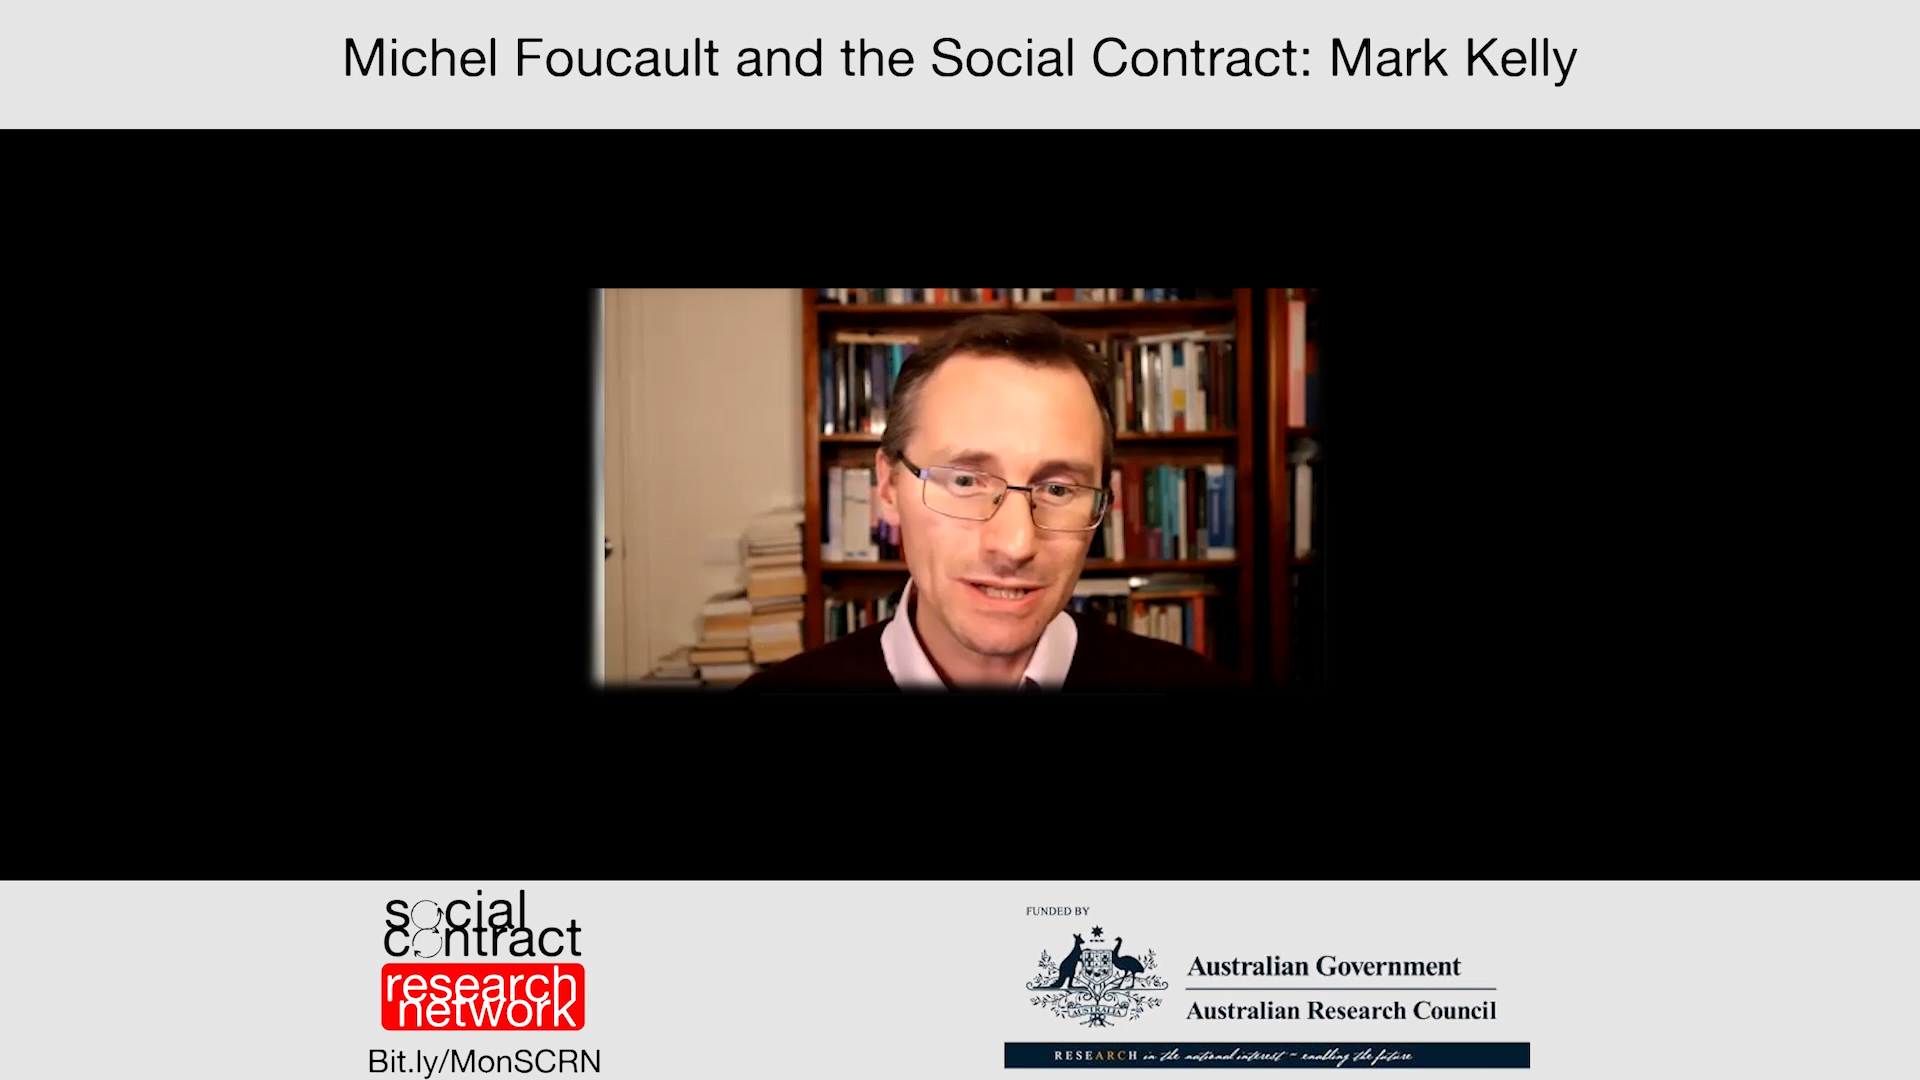 Michel Foucault and the Social Contract: Mark Kelly
social
contract
research
network
Bit.ly/MonSCRN
FUNDED BY
AUSTRALIA
Australian Government
Australian Research Council
RESEARCH in the national interest ~ enabling the future